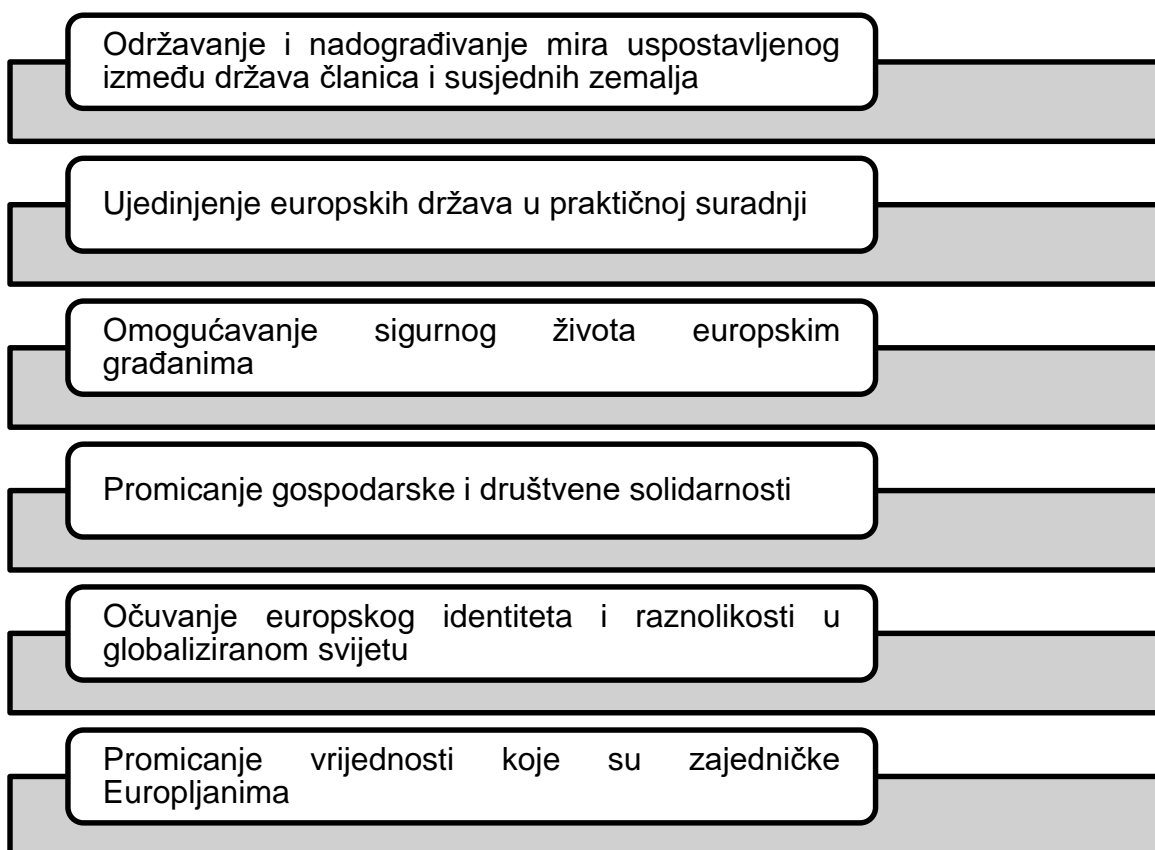 Održavanje i nadograđivanje mira uspostavljenog
između država članica i susjednih zemalja
Ujedinjenje europskih država u praktičnoj suradnji
Omogućavanje sigurnog života europskim
građanima
Promicanje gospodarske i društvene solidarnosti
Očuvanje europskog identiteta i raznolikosti u
globaliziranom svijetu
Promicanje vrijednosti koje su zajedničke
Europljanima